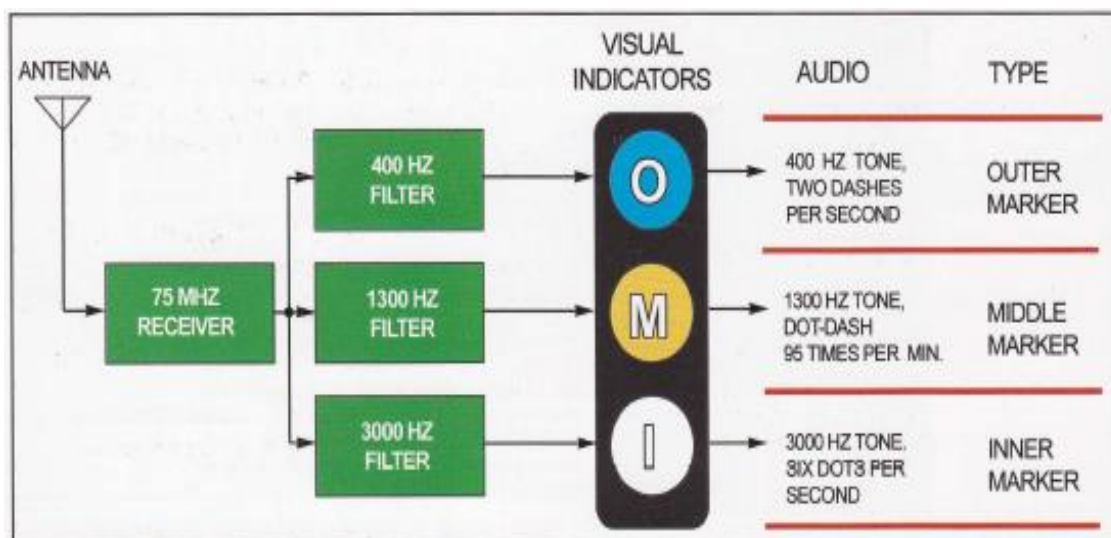 ANTENNA
VISUAL
INDICATORS
AUDIO
TYPE
400 HZ
FILTER
O
400 HZ TONE,
TWO DASHES
PER SECOND
OUTER
MARKER
75 MHZ
RECEIVER
1300 HZ
FILTER
M
1300 HZ TONE,
DOT-DASH
95 TIMES PER MIN.
MIDDLE
MARKER
3000 HZ
FILTER
I
3000 HZ TONE.
3IX DOT3 PER
SECOND
INNER
MARKER